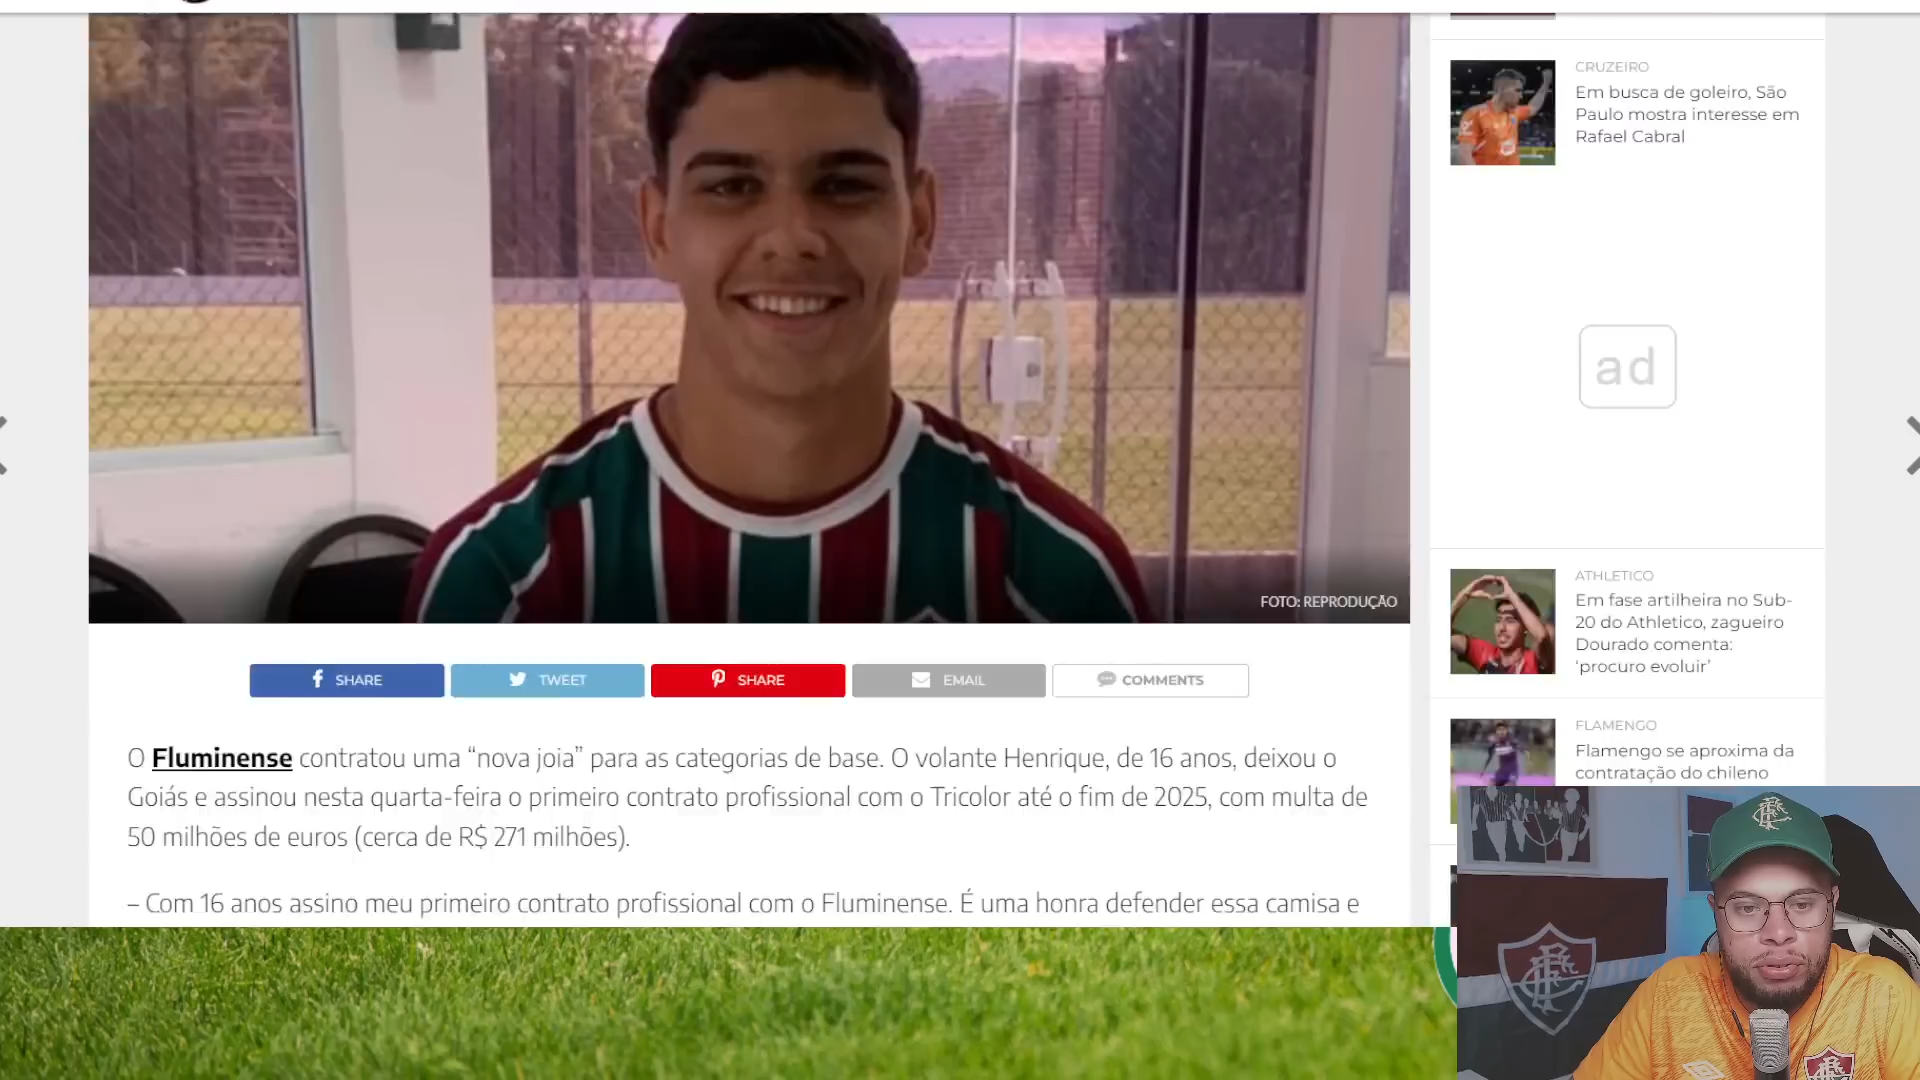 FOTO: REPRODUÇÃO
SHARE
TWEET
SHARE
EMAIL
COMMENTS
O Fluminense contratou uma “nova joia” para as categorias de base. O volante Henrique, de 16 anos, deixou o
Goiás e assinou nesta quarta-feira o primeiro contrato profissional com o Tricolor até o fim de 2025, com multa de
50 milhões de euros (cerca de R$ 271 milhões).
– Com 16 anos assino meu primeiro contrato profissional com o Fluminense. É uma honra defender essa camisa e
CRUZEIRO
Em busca de goleiro, São
Paulo mostra interesse em
Rafael Cabral
ad
ATHLETICO
Em fase artilheira no Sub-
20 do Athletico, zagueiro
Dourado comenta:
‘procuro evoluir’
FLAMENGO
Flamengo se aproxima da
contratação do chileno